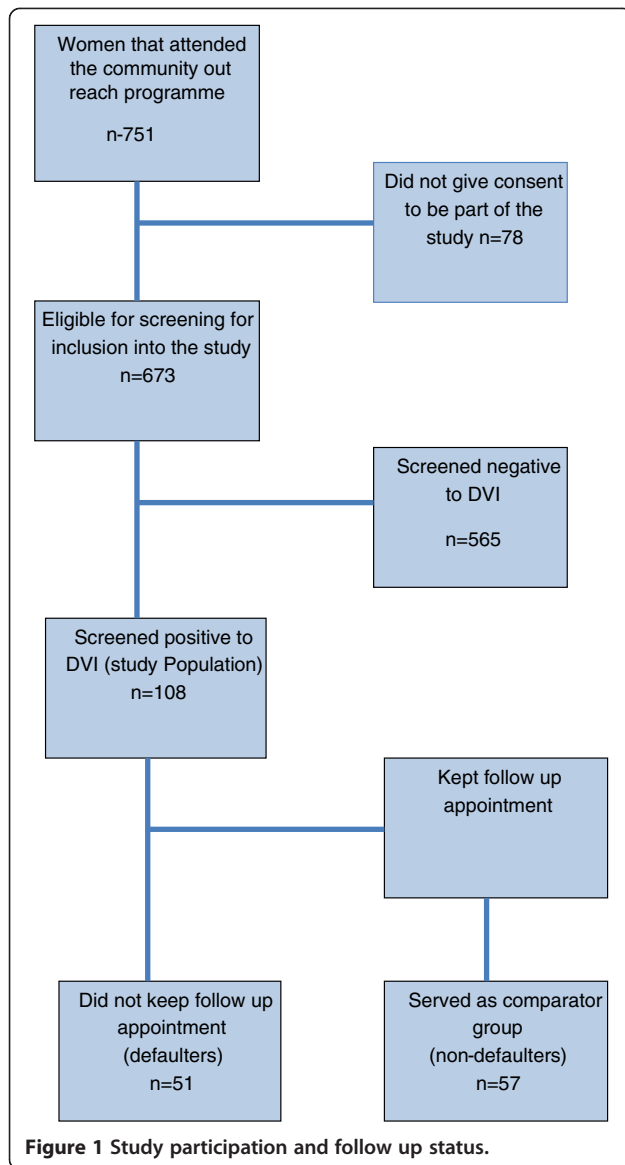 Women that attended
the community out
reach programme
n-751
Did not give consent
to be part of the
study n=78
Eligible for screening for
inclusion into the study
n=673
Screened negative
to DVI
n=565
Screened positive to
DVI (study Population)
n=108
Kept follow up
appointment
Did not keep follow up
appointment
(defaulters)
n=51
Served as comparator
group
(non-defaulters)
n=57
Figure 1 Study participation and follow up status.